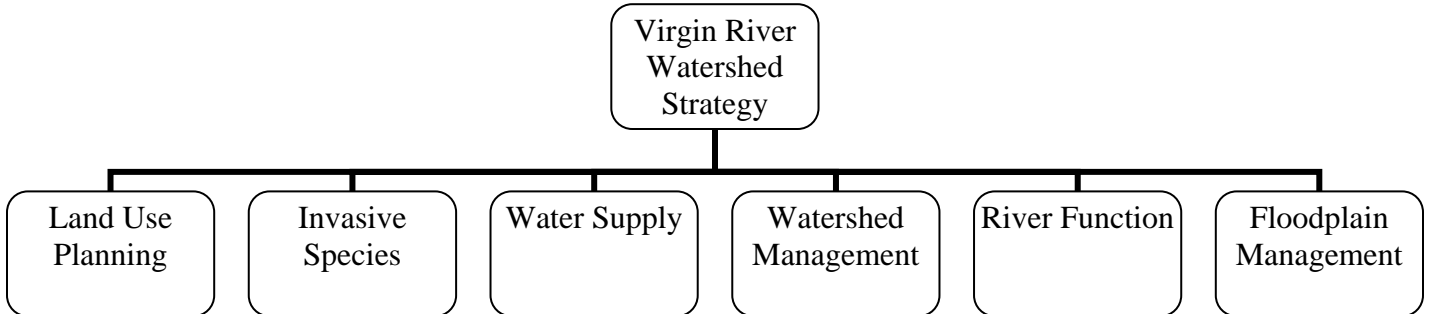 Virgin River
Watershed
Strategy
Land Use
Planning
Invasive
Species
Water Supply
Watershed
Management
River Function
Floodplain
Management